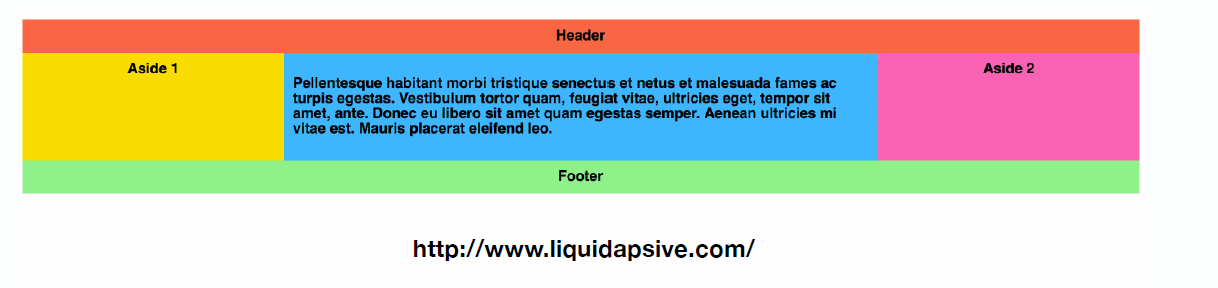 Header
Aside 1
Pellentesque habitant morbi tristique senectus et netus et malesuada fames ac
turpis egestas. Vestibulum tortor quam, feugiat vitae, ultricies eget, tempor sit
amet, ante. Donec eu libero sit amet quam egestas semper. Aenean ultricies mi
vitae est. Mauris placerat eleifend leo.
Aside 2
Footer
http://www.liquidapsive.com/